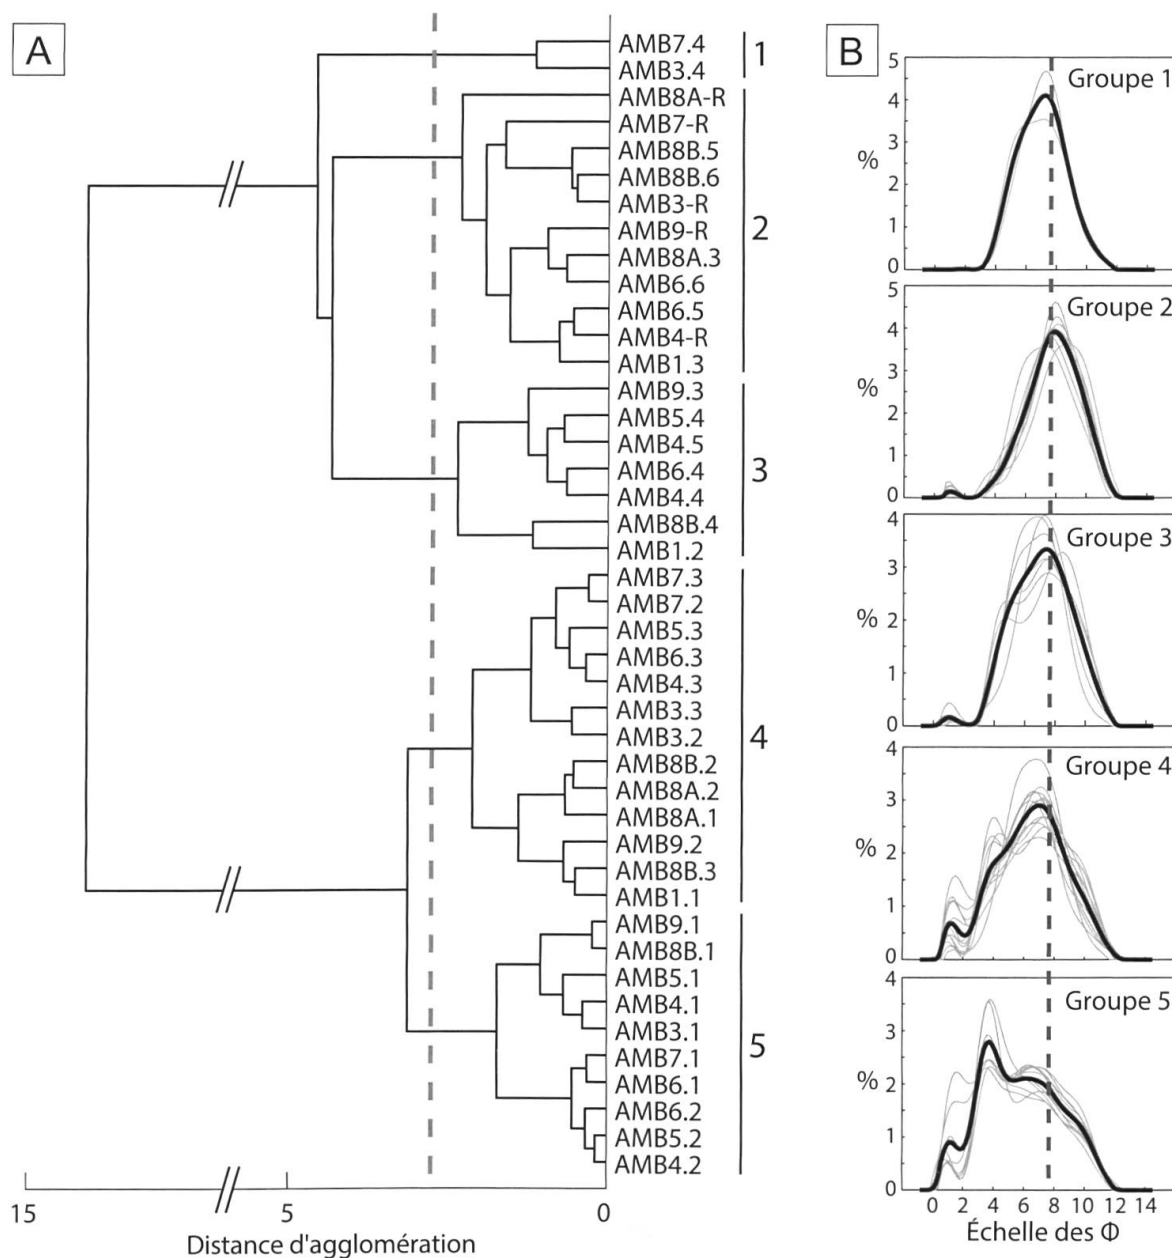 A
AMB7.4
AMB3.4
AMB8A-R
AMB7-R
AMB8B.5
AMB8B.6
AMB3-R
AMB9-R
AMB8A.3
AMB6.6
AMB6.5
AMB4-R
AMB1.3
AMB9.3
AMB5.4
AMB4.5
AMB6.4
AMB4.4
AMB8B.4
AMB1.2
AMB7.3
AMB7.2
AMB5.3
AMB6.3
AMB4.3
AMB3.3
AMB3.2
AMB8B.2
AMB8A.2
AMB8A.1
AMB9.2
AMB8B.3
AMB1.1
AMB9.1
AMB8B.1
AMB5.1
AMB4.1
AMB3.1
AMB7.1
AMB6.1
AMB6.2
AMB5.2
AMB4.2
1
2
3
4
5
15 5 0
Distance d'agglomération
B
Groupe 1
5
4
3
2
1
0
%
Groupe 2
5
4
3
2
1
0
%
Groupe 3
4
3
2
1
0
%
Groupe 4
4
3
2
1
0
%
Groupe 5
4
3
2
1
0
%
0 2 4 6 8 10 12 14
Échelle des Φ